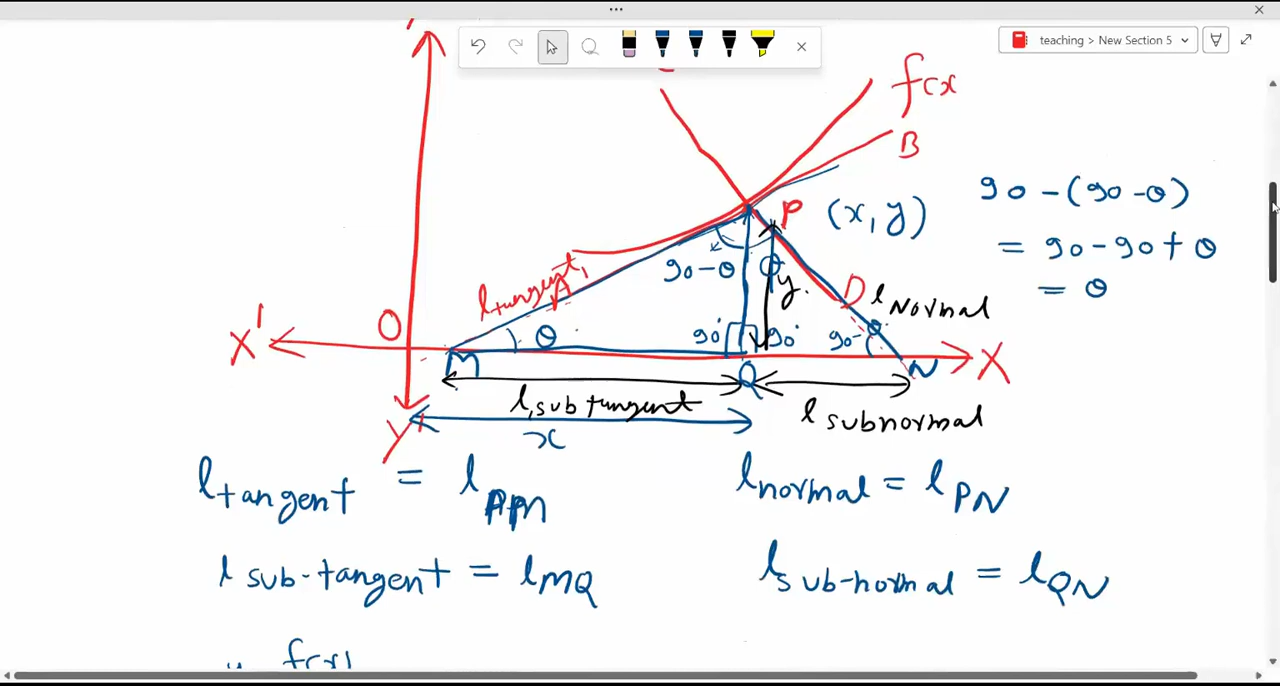 teaching > New Section 5
f(x
B
P (x, y)
90 - (90 - θ)
= 90 - 90 + θ
= θ
90 - θ
θ
y.
l tangent,
A
D
l Normal
O
X'
θ
90°
90°
90-
θ
X
M
Q
N
l, sub tangent
l subnormal
y'
x
l tangent = l PM
l normal = l PN
l sub-tangent = l MQ
l sub-normal = l QN